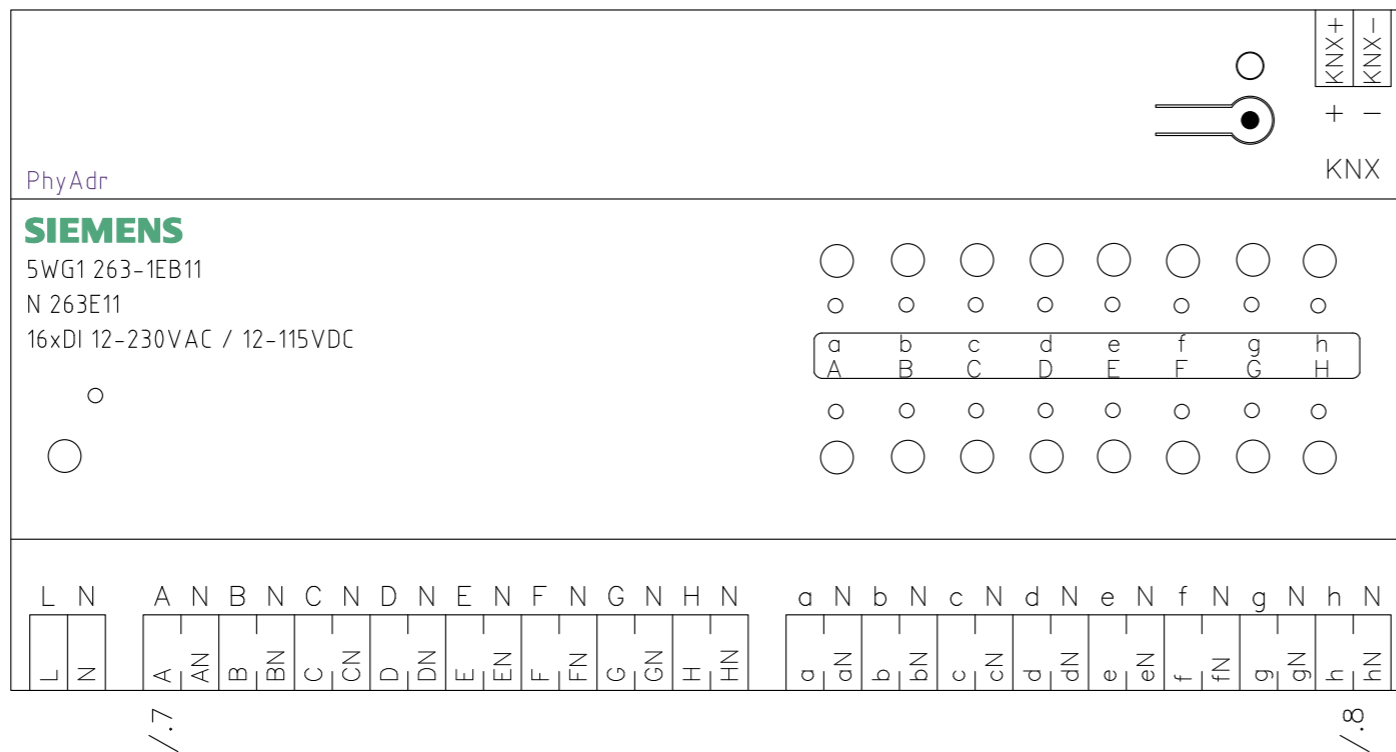 KNX+ KNX-
+ -
KNX
PhyAdr
SIEMENS
5WG1 263-1EB11
N 263E11
16xDI 12-230VAC / 12-115VDC
a b c d e f g h
A B C D E F G H
L N A N B N C N D N E N F N G N H N a N b N c N d N e N f N g N h N
L N A AN B BN C CN D DN E EN F FN G GN H HN a aN b bN c cN d dN e eN f fN g gN h hN
/.7 /.8